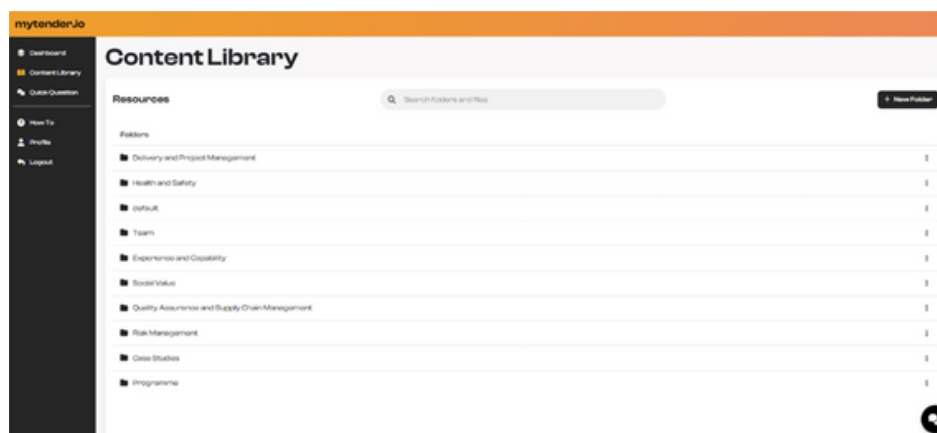 mytender.io
Dashboard
Content Library
Quick Question
How To
Profile
Logout
Content Library
Resources
Search folders and files
+ New Folder
Folders
Delivery and Project Management
Health and Safety
default
Team
Experience and Capability
Social Value
Quality Assurance and Supply Chain Management
Risk Management
Case Studies
Programme